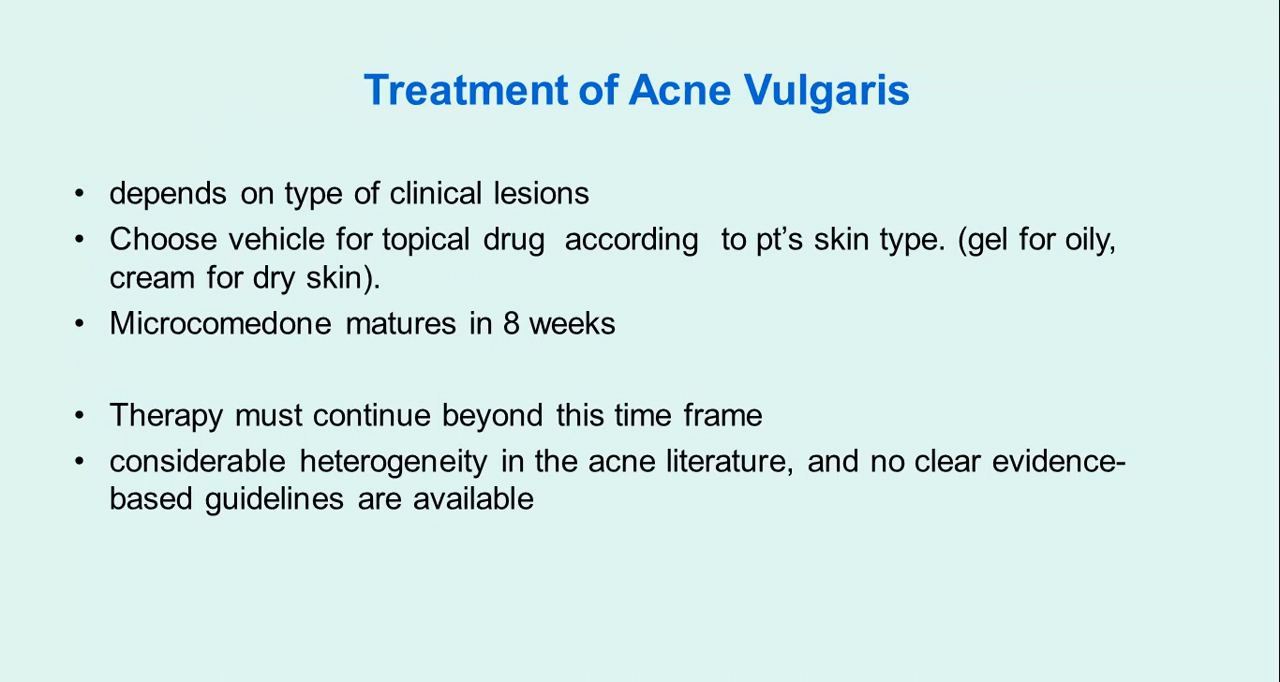 Treatment of Acne Vulgaris
• depends on type of clinical lesions
• Choose vehicle for topical drug according to pt’s skin type. (gel for oily,
cream for dry skin).
• Microcomedone matures in 8 weeks
• Therapy must continue beyond this time frame
• considerable heterogeneity in the acne literature, and no clear evidence-
based guidelines are available